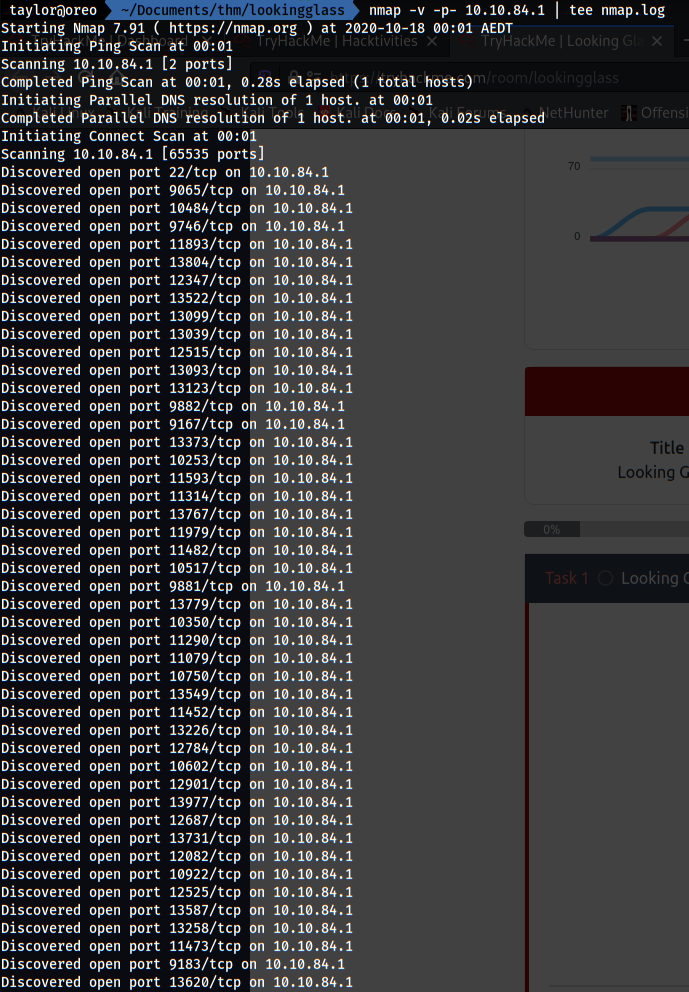 taylor@oreo ~/Documents/thm/lookingglass nmap -v -p- 10.10.84.1 | tee nmap.log
Starting Nmap 7.91 ( https://nmap.org ) at 2020-10-18 00:01 AEDT
Initiating Ping Scan at 00:01
TryHackMe | Dashboard TryHackMe | Hacktivities × TryHackMe | Looking Gla ×
Scanning 10.10.84.1 [2 ports]
https://tryhackme.com/room/lookingglass
Completed Ping Scan at 00:01, 0.28s elapsed (1 total hosts)
Initiating Parallel DNS resolution of 1 host. at 00:01
Kali Linux Kali Training Kali Tools Kali Docs Kali Forums NetHunter Offensi
Completed Parallel DNS resolution of 1 host. at 00:01, 0.02s elapsed
Initiating Connect Scan at 00:01
Scanning 10.10.84.1 [65535 ports]
Discovered open port 22/tcp on 10.10.84.1
Discovered open port 9065/tcp on 10.10.84.1
Discovered open port 10484/tcp on 10.10.84.1
Discovered open port 9746/tcp on 10.10.84.1
Discovered open port 11893/tcp on 10.10.84.1
Discovered open port 13804/tcp on 10.10.84.1
Discovered open port 12347/tcp on 10.10.84.1
Discovered open port 13522/tcp on 10.10.84.1
Discovered open port 13099/tcp on 10.10.84.1
Discovered open port 13039/tcp on 10.10.84.1
Discovered open port 12515/tcp on 10.10.84.1
Discovered open port 13093/tcp on 10.10.84.1
Discovered open port 13123/tcp on 10.10.84.1
Discovered open port 9882/tcp on 10.10.84.1
Discovered open port 9167/tcp on 10.10.84.1
Discovered open port 13373/tcp on 10.10.84.1
Discovered open port 10253/tcp on 10.10.84.1
Discovered open port 11593/tcp on 10.10.84.1
Discovered open port 11314/tcp on 10.10.84.1
Discovered open port 13767/tcp on 10.10.84.1
Discovered open port 11979/tcp on 10.10.84.1
Discovered open port 11482/tcp on 10.10.84.1
Discovered open port 10517/tcp on 10.10.84.1
Discovered open port 9881/tcp on 10.10.84.1
Discovered open port 13779/tcp on 10.10.84.1
Discovered open port 10350/tcp on 10.10.84.1
Discovered open port 11290/tcp on 10.10.84.1
Discovered open port 11079/tcp on 10.10.84.1
Discovered open port 10750/tcp on 10.10.84.1
Discovered open port 13549/tcp on 10.10.84.1
Discovered open port 11452/tcp on 10.10.84.1
Discovered open port 13226/tcp on 10.10.84.1
Discovered open port 12784/tcp on 10.10.84.1
Discovered open port 10602/tcp on 10.10.84.1
Discovered open port 12901/tcp on 10.10.84.1
Discovered open port 13977/tcp on 10.10.84.1
Discovered open port 12687/tcp on 10.10.84.1
Discovered open port 13731/tcp on 10.10.84.1
Discovered open port 12082/tcp on 10.10.84.1
Discovered open port 10922/tcp on 10.10.84.1
Discovered open port 12525/tcp on 10.10.84.1
Discovered open port 13587/tcp on 10.10.84.1
Discovered open port 13258/tcp on 10.10.84.1
Discovered open port 11473/tcp on 10.10.84.1
Discovered open port 9183/tcp on 10.10.84.1
Discovered open port 13620/tcp on 10.10.84.1
70
0
Title
Looking G
0%
Task 1 Looking G